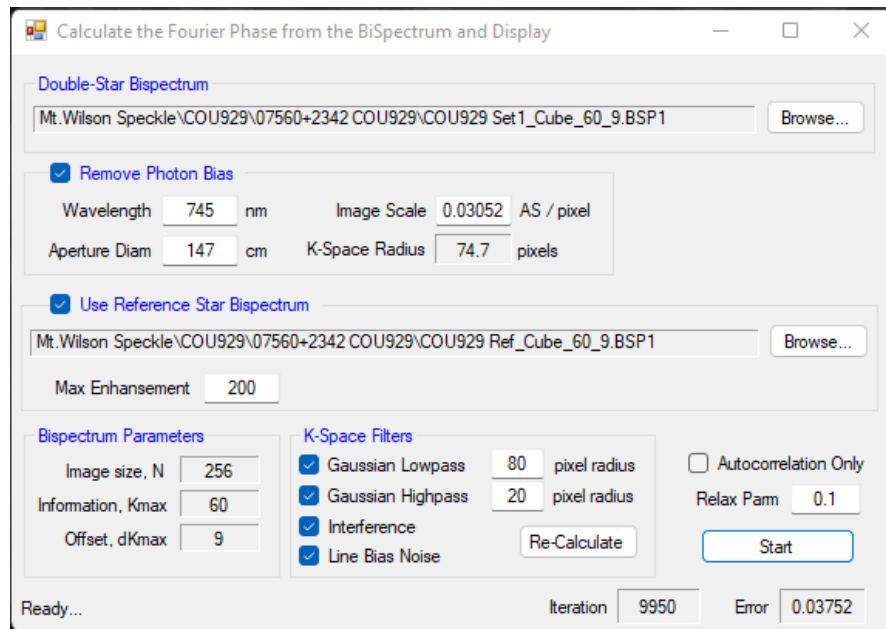 Calculate the Fourier Phase from the BiSpectrum and Display
Double-Star Bispectrum
Mt.Wilson Speckle\COU929\07560+2342 COU929\COU929 Set1_Cube_60_9.BSP1 Browse...
Remove Photon Bias
Wavelength 745 nm Image Scale 0.03052 AS / pixel
Aperture Diam 147 cm K-Space Radius 74.7 pixels
Use Reference Star Bispectrum
Mt.Wilson Speckle\COU929\07560+2342 COU929\COU929 Ref_Cube_60_9.BSP1 Browse...
Max Enhansement 200
Bispectrum Parameters
Image size, N 256
Information, Kmax 60
Offset, dKmax 9
K-Space Filters
Gaussian Lowpass 80 pixel radius
Gaussian Highpass 20 pixel radius
Interference
Line Bias Noise
Re-Calculate
Autocorrelation Only
Relax Parm 0.1
Start
Ready... Iteration 9950 Error 0.03752